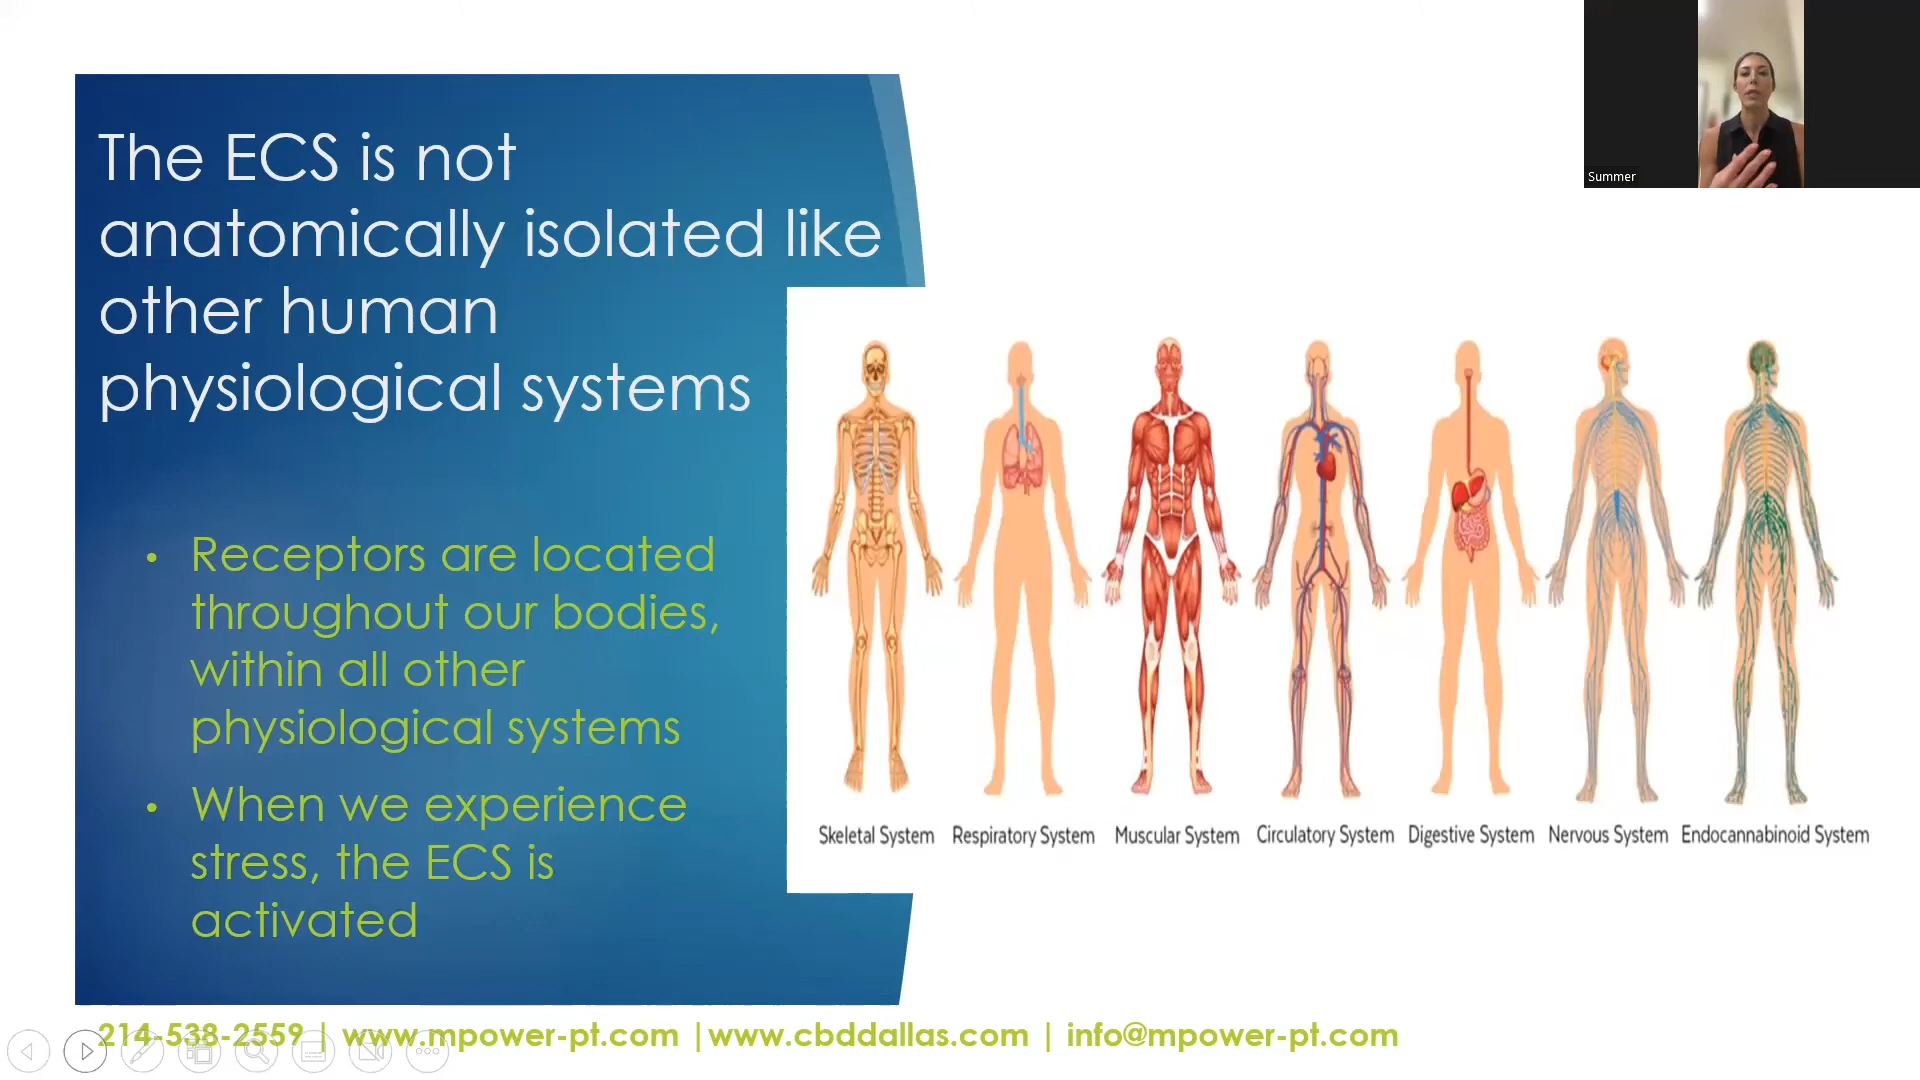 The ECS is not
anatomically isolated like
other human
physiological systems
• Receptors are located
throughout our bodies,
within all other
physiological systems
• When we experience
stress, the ECS is
activated
Summer
Skeletal System Respiratory System Muscular System Circulatory System Digestive System Nervous System Endocannabinoid System
214-538-2559 | www.mpower-pt.com |www.cbddallas.com | info@mpower-pt.com